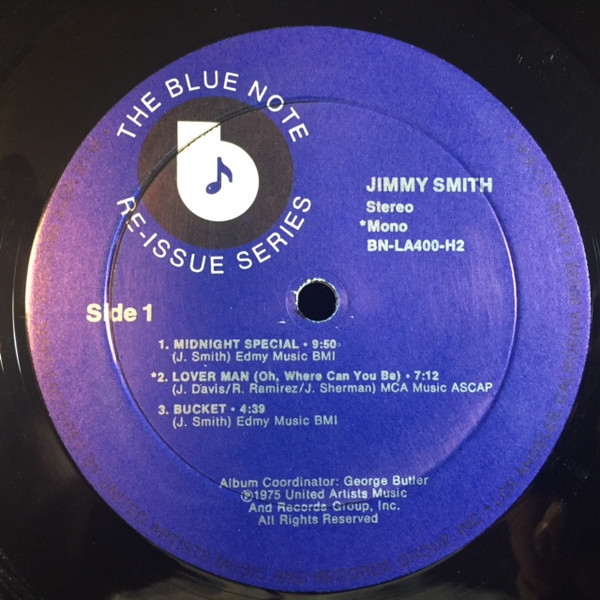 THE BLUE NOTE
RE-ISSUE SERIES
b
JIMMY SMITH
Stereo
*Mono
BN-LA400-H2
Side 1
1. MIDNIGHT SPECIAL • 9:50
(J. Smith) Edmy Music BMI
*2. LOVER MAN (Oh, Where Can You Be) • 7:12
(J. Davis/R. Ramirez/J. Sherman) MCA Music ASCAP
3. BUCKET • 4:39
(J. Smith) Edmy Music BMI
Album Coordinator: George Butler
℗1975 United Artists Music
And Records Group, Inc.
All Rights Reserved